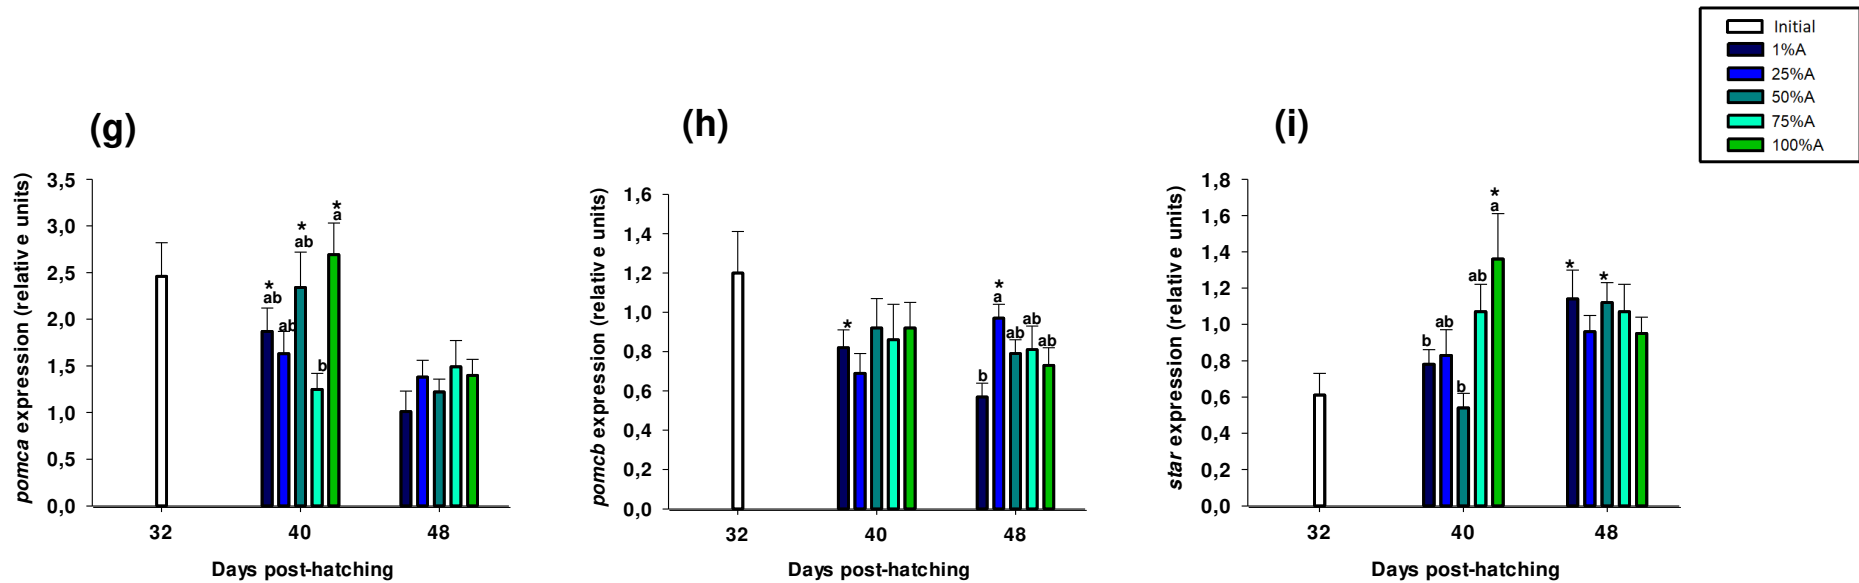 Initial
1%A
25%A
50%A
75%A
100%A
(g)
pomca expression (relative units)
3,5
3,0
2,5
2,0
1,5
1,0
0,5
0,0
*
ab
ab
*
ab
b
*
a
32 40 48
Days post-hatching
(h)
pomcb expression (relative units)
1,6
1,4
1,2
1,0
0,8
0,6
0,4
0,2
0,0
*
b
*
a
ab
ab
ab
32 40 48
Days post-hatching
(i)
star expression (relative units)
1,8
1,6
1,4
1,2
1,0
0,8
0,6
0,4
0,2
0,0
b
ab
b
ab
*
a
*
*
32 40 48
Days post-hatching